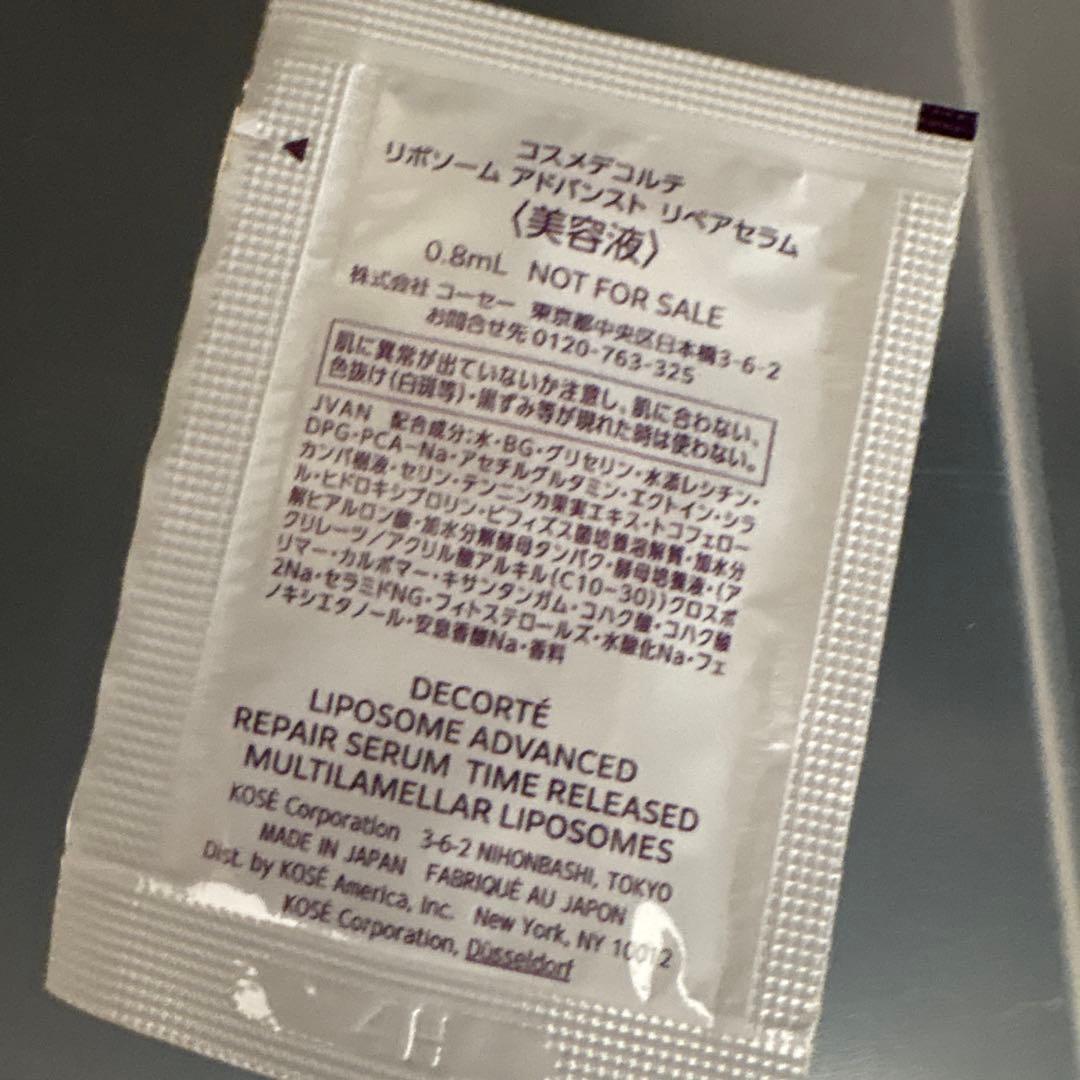 コスメデコルテ
リポソーム アドバンスト リペアセラム
〈美容液〉
0.8mL NOT FOR SALE
株式会社 コーセー 東京都中央区日本橋3-6-2
お問合せ先 0120-763-325
肌に異常が出ていないか注意し、肌に合わない、
色抜け(白斑等)・黒ずみ等が現れた時は使わない。
JVAN 配合成分:水・BG・グリセリン・水添レシチン・
DPG・PCA-Na・アセチルグルタミン・エクトイン・シラ
カンバ樹液・セリン・テンニンカ果実エキス・トコフェロー
ル・ヒドロキシプロリン・ビフィズス菌培養溶解質・加水分
解ヒアルロン酸・加水分解酵母タンパク・酵母培養液・(ア
クリレーツ/アクリル酸アルキル(C10-30))クロスポ
リマー・カルボマー・キサンタンガム・コハク酸・コハク酸
2Na・セラミドNG・フィトステロールズ・水酸化Na・フェ
ノキシエタノール・安息香酸Na・香料
DECORTÉ
LIPOSOME ADVANCED
REPAIR SERUM TIME RELEASED
MULTILAMELLAR LIPOSOMES
KOSÉ Corporation 3-6-2 NIHONBASHI, TOKYO
MADE IN JAPAN FABRIQUÉ AU JAPON
Dist. by KOSÉ America, Inc. New York, NY 10012
KOSÉ Corporation, Düsseldorf